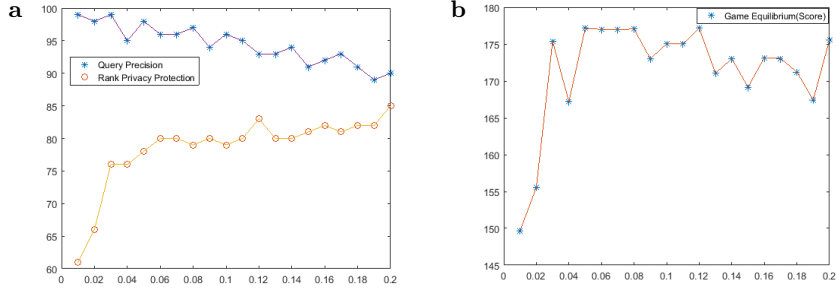 a
100
95
90
85
80
75
70
65
60
Query Precision
Rank Privacy Protection
0 0.02 0.04 0.06 0.08 0.1 0.12 0.14 0.16 0.18 0.2
b
180
175
170
165
160
155
150
145
Game Equilibrium(Score)
0 0.02 0.04 0.06 0.08 0.1 0.12 0.14 0.16 0.18 0.2